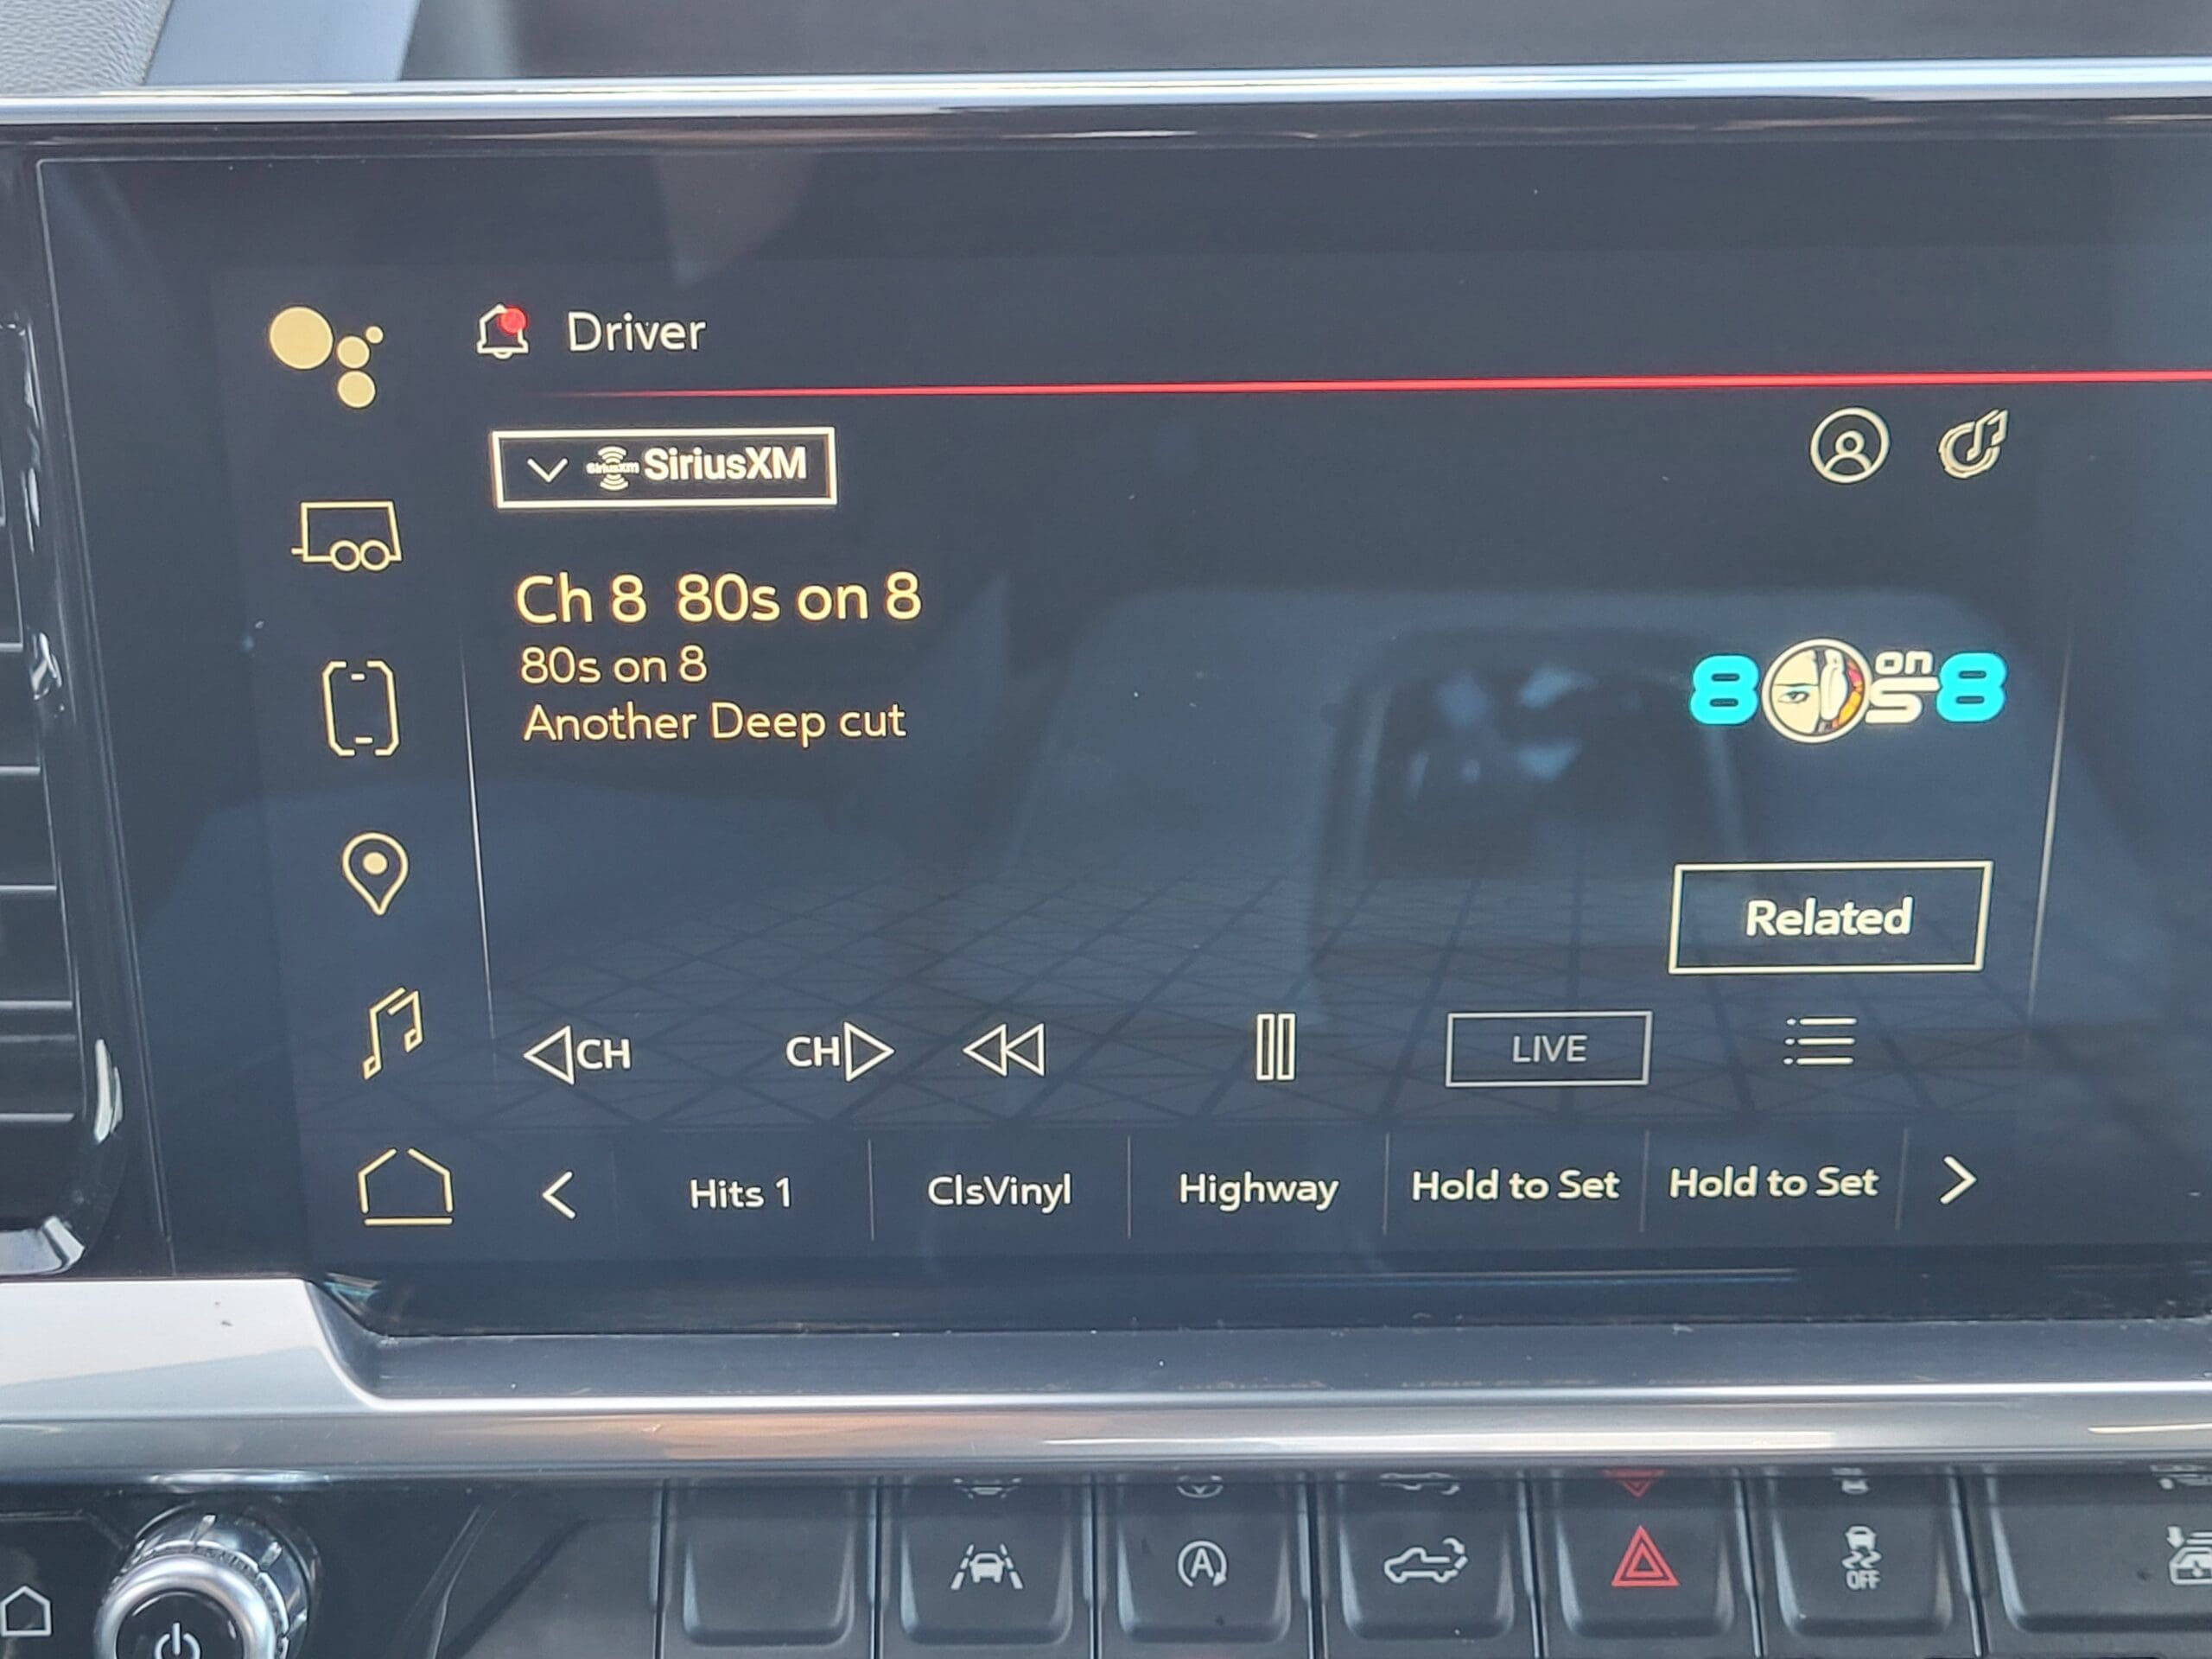 Driver
SiriusXM
Ch 8 80s on 8
80s on 8
Another Deep cut
80s on 8
Related
CH
CH
LIVE
Hits 1
ClsVinyl
Highway
Hold to Set
Hold to Set
A
OFF